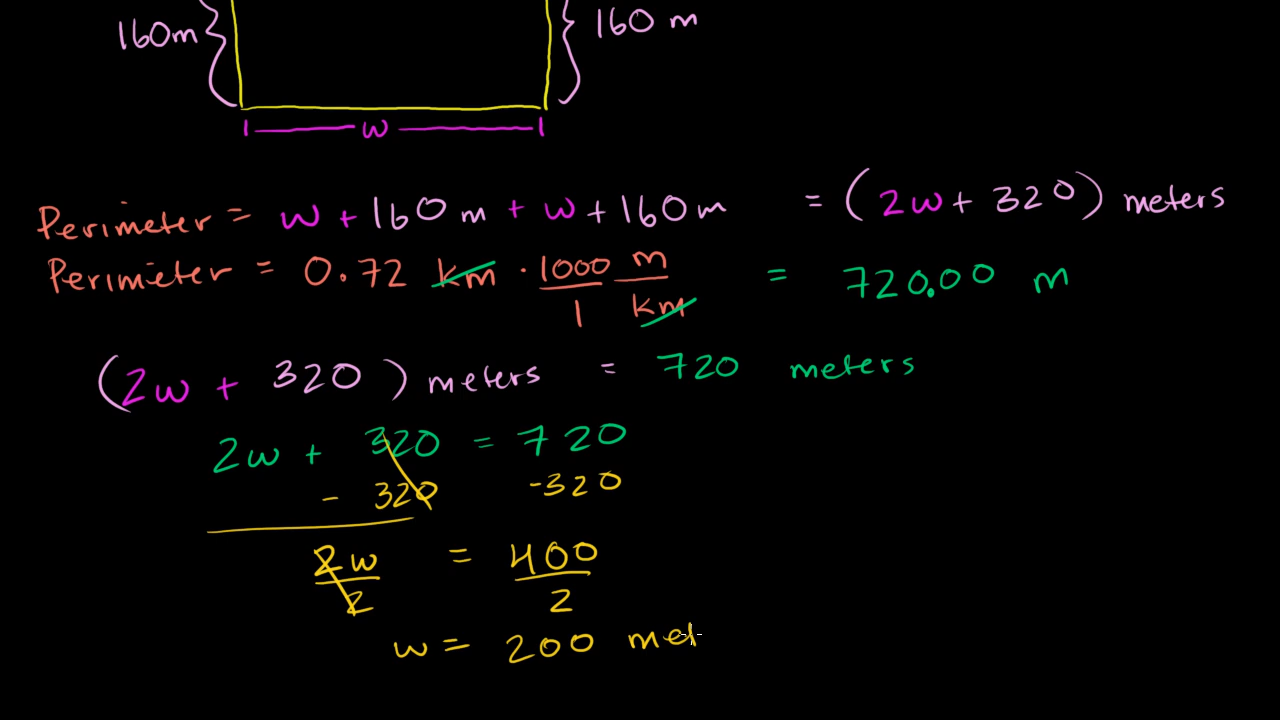 160m 160 m
w
Perimeter = w + 160 m + w + 160 m = (2w + 320) meters
Perimeter = 0.72 km · 1000/1 m/km = 720.00 m
(2w + 320) meters = 720 meters
2w + 320 = 720
- 320 -320
2w/2 = 400/2
w = 200 met